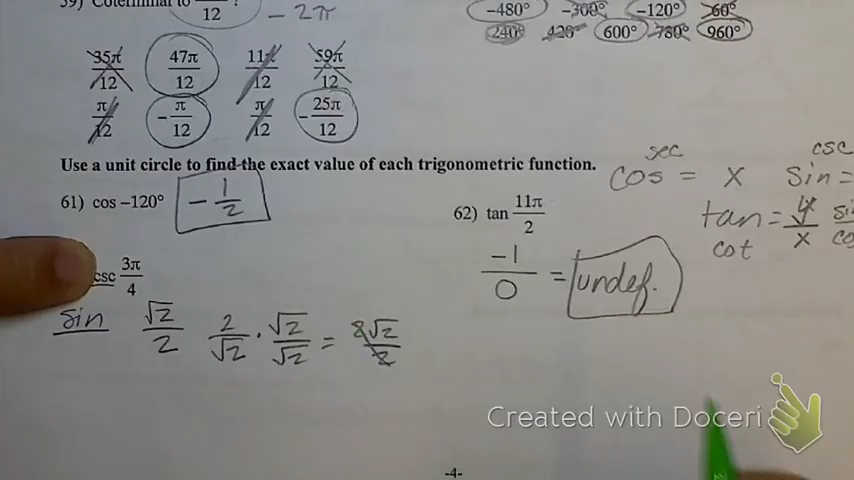 59) Coterminal to 12 ? - 2π
-480° -300° -120° -60°
240° 420° 600° -780° 960°
35π/12 47π/12 11π/12 59π/12
π/12 -π/12 π/12 -25π/12
Use a unit circle to find the exact value of each trigonometric function.
sec csc
cos = x sin =
61) cos -120° -1/2
62) tan 11π/2
tan = y/x
cot
csc 3π/4
-1/0 = undef.
sin √2/2 2/√2 · √2/√2 = 2√2/2
Created with Doceri
-4-